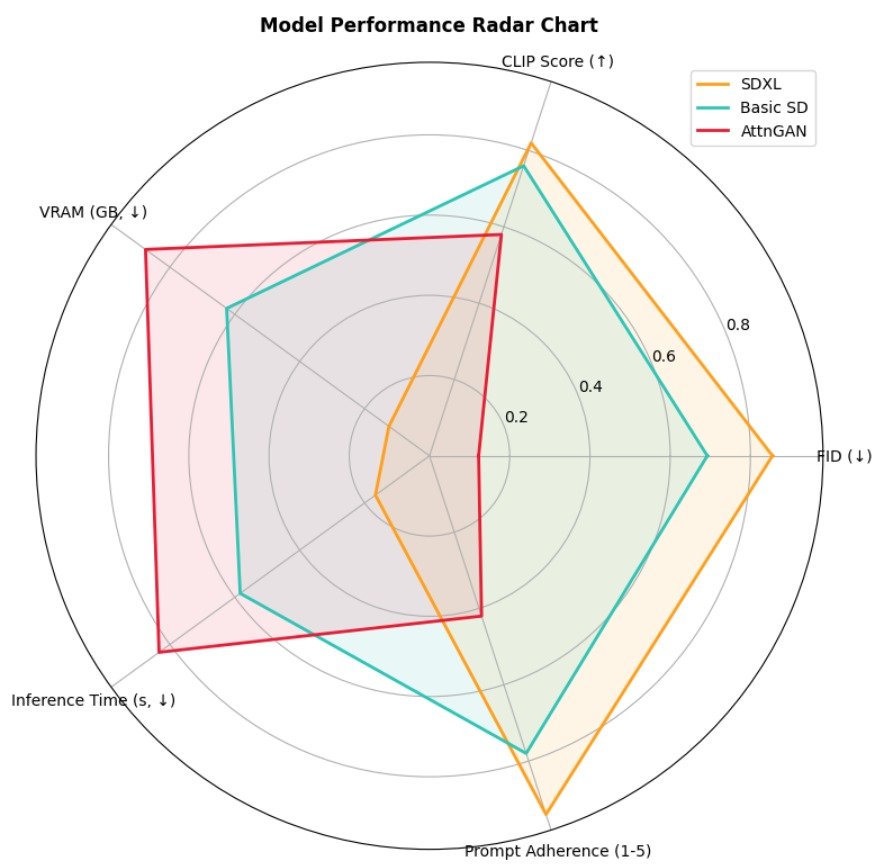 Model Performance Radar Chart
CLIP Score (↑)
SDXL
Basic SD
AttnGAN
VRAM (GB, ↓)
0.8
0.6
0.4
0.2
FID (↓)
Inference Time (s, ↓)
Prompt Adherence (1-5)